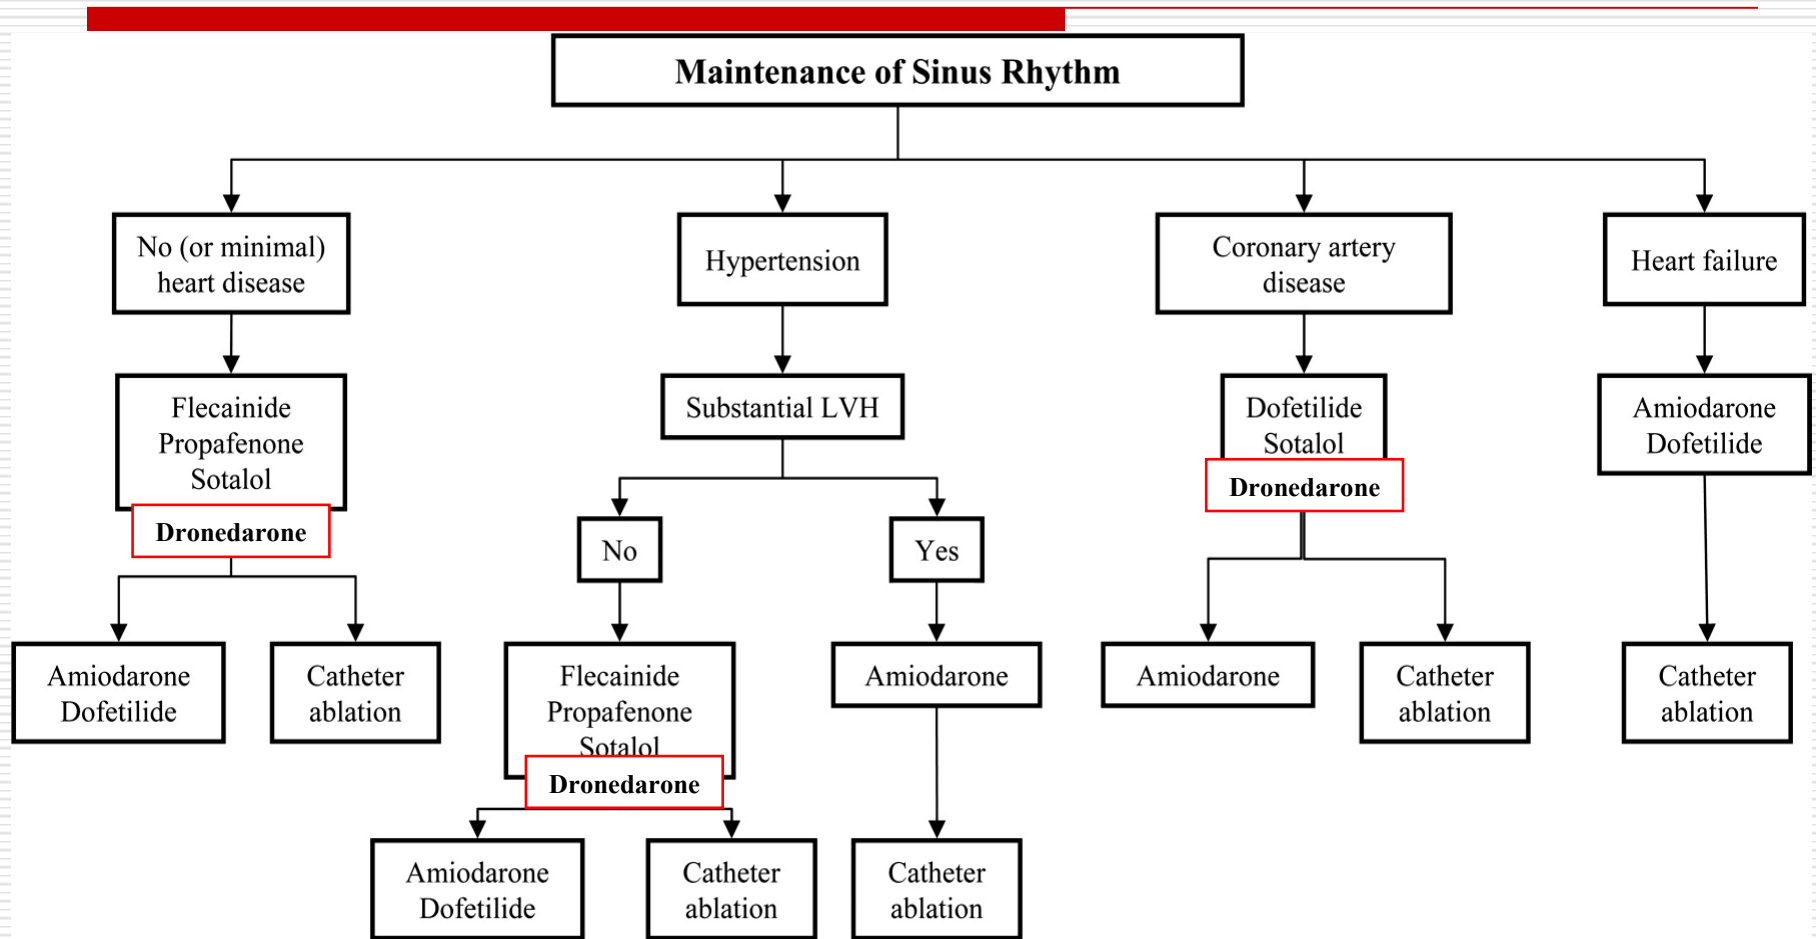 Maintenance of Sinus Rhythm
No (or minimal)
heart disease
Hypertension
Coronary artery
disease
Heart failure
Flecainide
Propafenone
Sotalol
Dronedarone
Substantial LVH
Dofetilide
Sotalol
Dronedarone
Amiodarone
Dofetilide
No
Yes
Amiodarone
Dofetilide
Catheter
ablation
Flecainide
Propafenone
Sotalol
Dronedarone
Amiodarone
Amiodarone
Catheter
ablation
Catheter
ablation
Amiodarone
Dofetilide
Catheter
ablation
Catheter
ablation